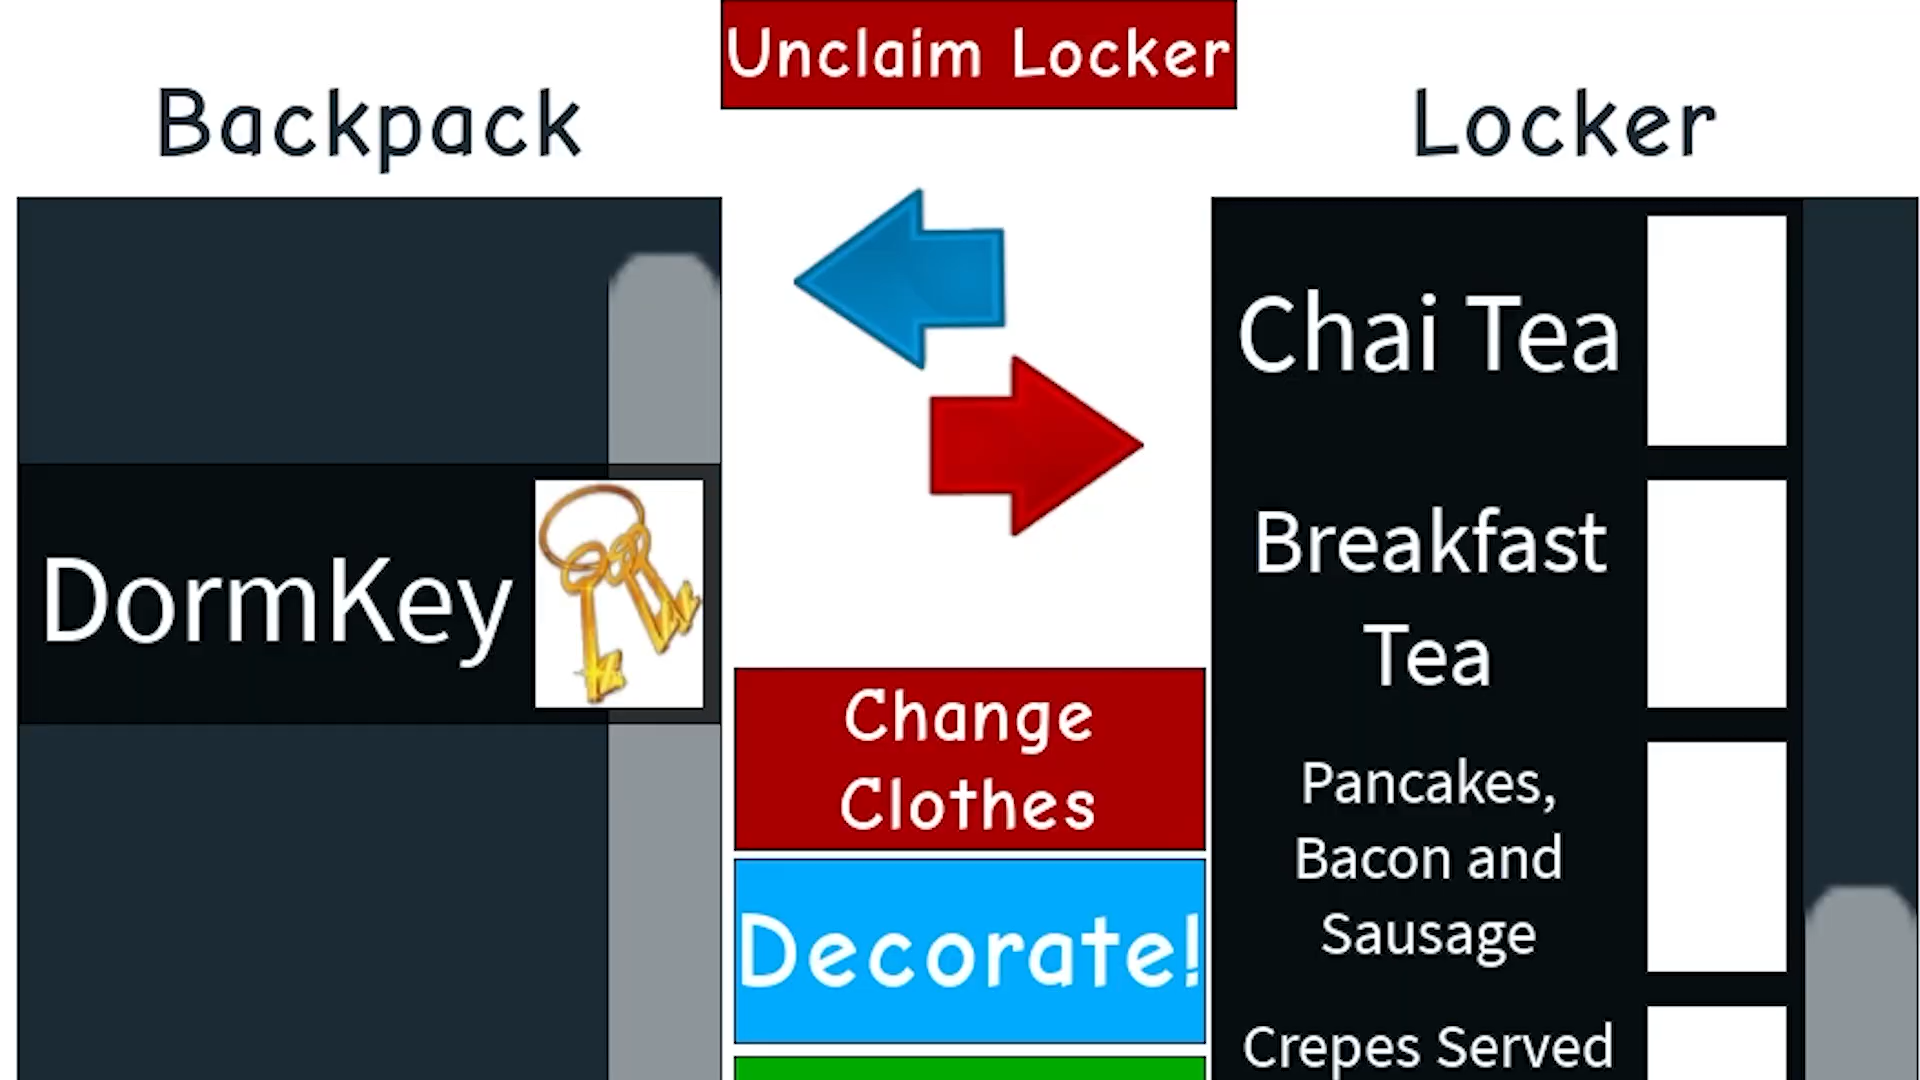 Unclaim Locker
Backpack
Locker
Chai Tea
DormKey
Breakfast
Tea
Change
Clothes
Pancakes,
Bacon and
Sausage
Decorate!
Crepes Served